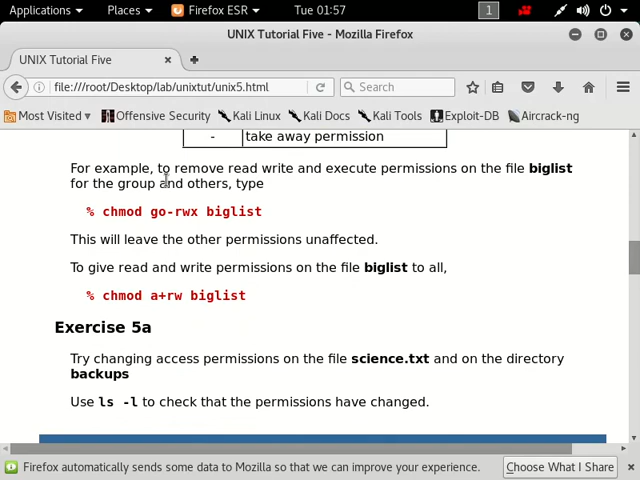 Applications Places Firefox ESR Tue 01:57 1
UNIX Tutorial Five - Mozilla Firefox
UNIX Tutorial Five
file:///root/Desktop/lab/unixtut/unix5.html Search
Most Visited Offensive Security Kali Linux Kali Docs Kali Tools Exploit-DB Aircrack-ng
- take away permission
For example, to remove read write and execute permissions on the file biglist
for the group and others, type
% chmod go-rwx biglist
This will leave the other permissions unaffected.
To give read and write permissions on the file biglist to all,
% chmod a+rw biglist
Exercise 5a
Try changing access permissions on the file science.txt and on the directory
backups
Use ls -l to check that the permissions have changed.
Firefox automatically sends some data to Mozilla so that we can improve your experience. Choose What I Share